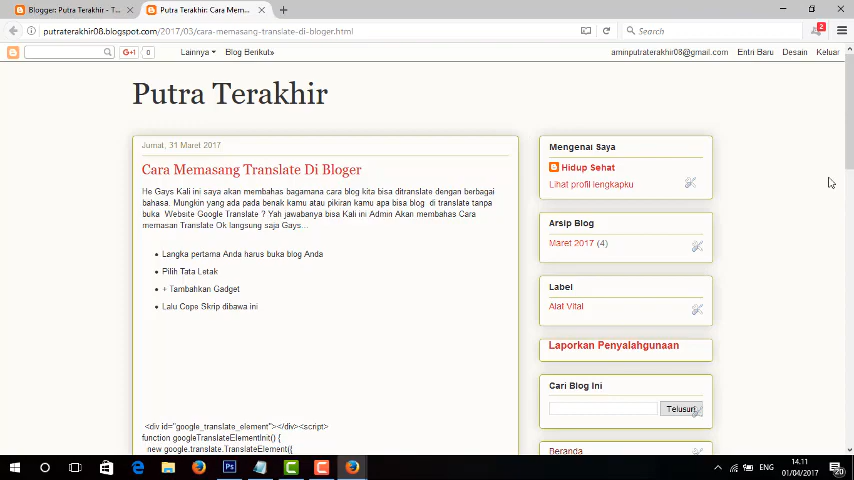 Blogger: Putra Terakhir - T...
Putra Terakhir: Cara Mem...
putraterakhir08.blogspot.com/2017/03/cara-memasang-translate-di-bloger.html
Search
2
G+1
0
Lainnya
Blog Berikut»
aminputraterakhir08@gmail.com
Entri Baru
Desain
Keluar
Putra Terakhir
Jumat, 31 Maret 2017
Cara Memasang Translate Di Bloger
He Gays Kali ini saya akan membahas bagamana cara blog kita bisa ditranslate dengan berbagai
bahasa. Mungkin yang ada pada benak kamu atau pikiran kamu apa bisa blog di translate tanpa
buka Website Google Translate ? Yah jawabanya bisa Kali ini Admin Akan membahas Cara
memasan Translate Ok langsung saja Gays...
Langka pertama Anda harus buka blog Anda
Pilih Tata Letak
+ Tambahkan Gadget
Lalu Cope Skrip dibawa ini
<div id="google_translate_element"></div><script>
function googleTranslateElementInit() {
new google.translate.TranslateElement({
Mengenai Saya
Hidup Sehat
Lihat profil lengkapku
Arsip Blog
Maret 2017 (4)
Label
Alat Vital
Laporkan Penyalahgunaan
Cari Blog Ini
Telusuri
Beranda
ENG
14.11
01/04/2017
20